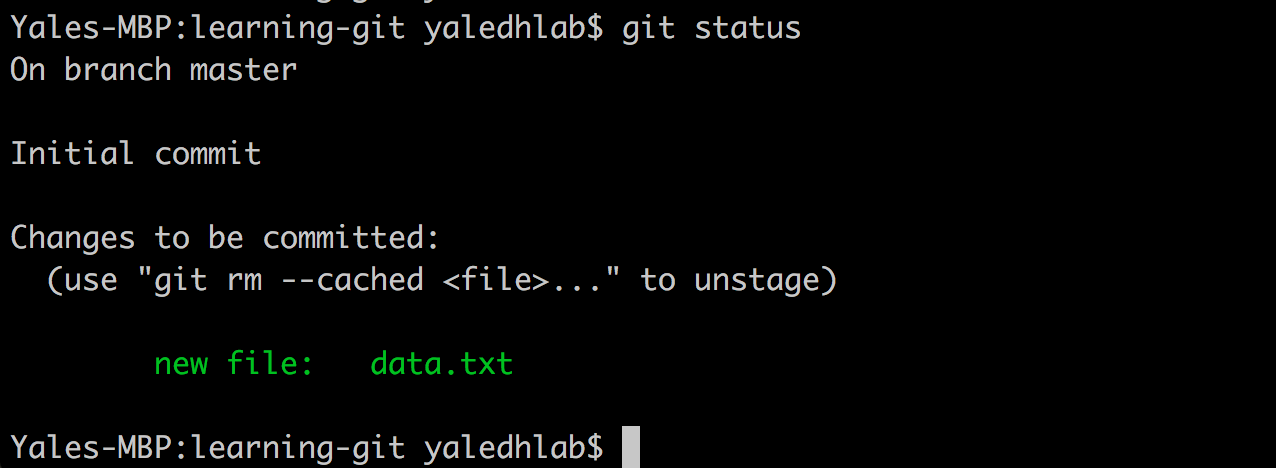 Yales-MBP:learning-git yaledhlab$ git status
On branch master
Initial commit
Changes to be committed:
(use "git rm --cached <file>..." to unstage)
new file: data.txt
Yales-MBP:learning-git yaledhlab$